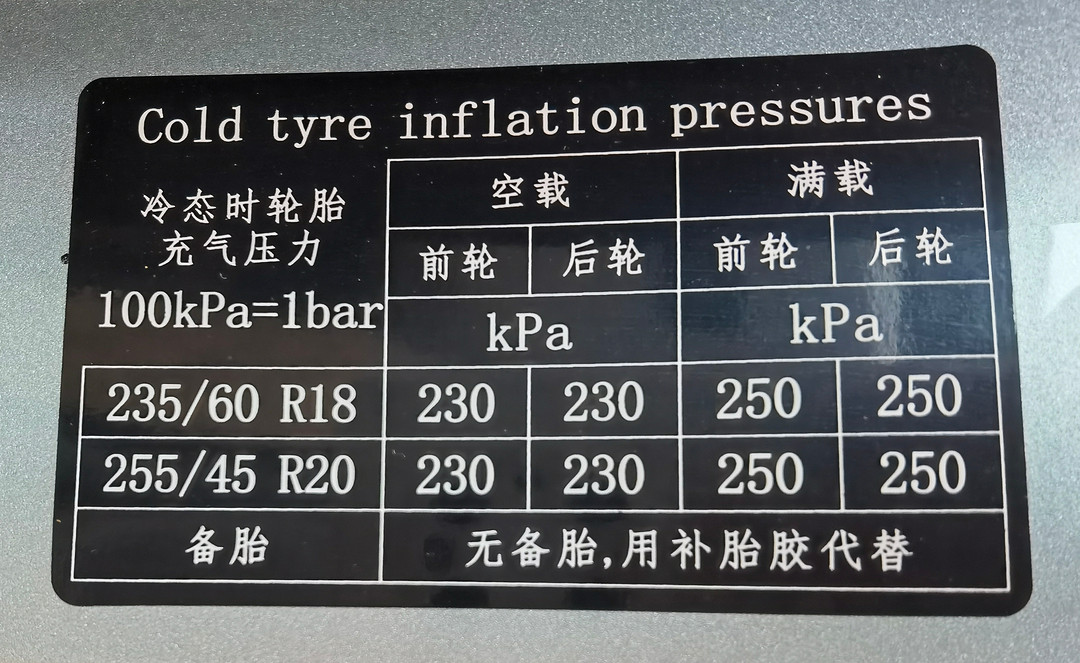 Cold tyre inflation pressures
冷态时轮胎
充气压力
100kPa=1bar
空载 满载
前轮 后轮 前轮 后轮
kPa kPa
235/60 R18 230 230 250 250
255/45 R20 230 230 250 250
备胎 无备胎,用补胎胶代替